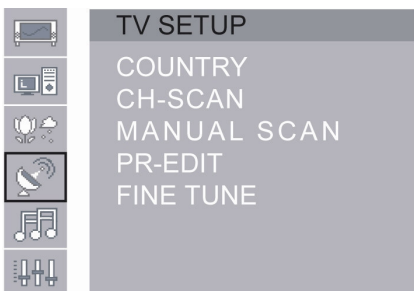 TV SETUP
COUNTRY
CH-SCAN
MANUAL SCAN
PR-EDIT
FINE TUNE